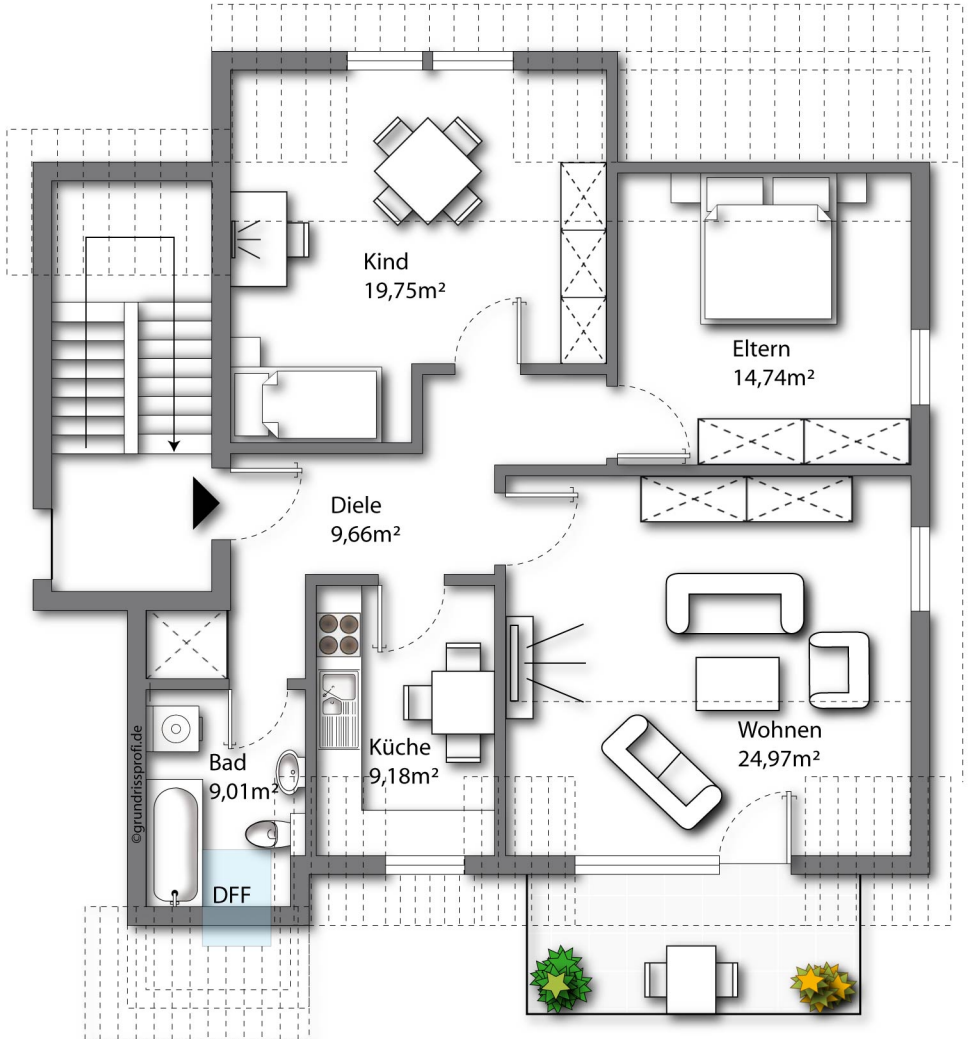 Kind
19,75m²
Eltern
14,74m²
Diele
9,66m²
Wohnen
24,97m²
Küche
9,18m²
Bad
9,01m²
DFF
©grundrissprofi.de